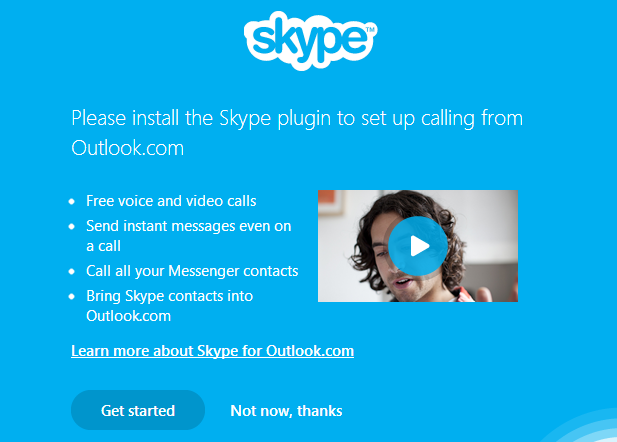 skype™
Please install the Skype plugin to set up calling from
Outlook.com
Free voice and video calls
Send instant messages even on
a call
Call all your Messenger contacts
Bring Skype contacts into
Outlook.com
Learn more about Skype for Outlook.com
Get started
Not now, thanks